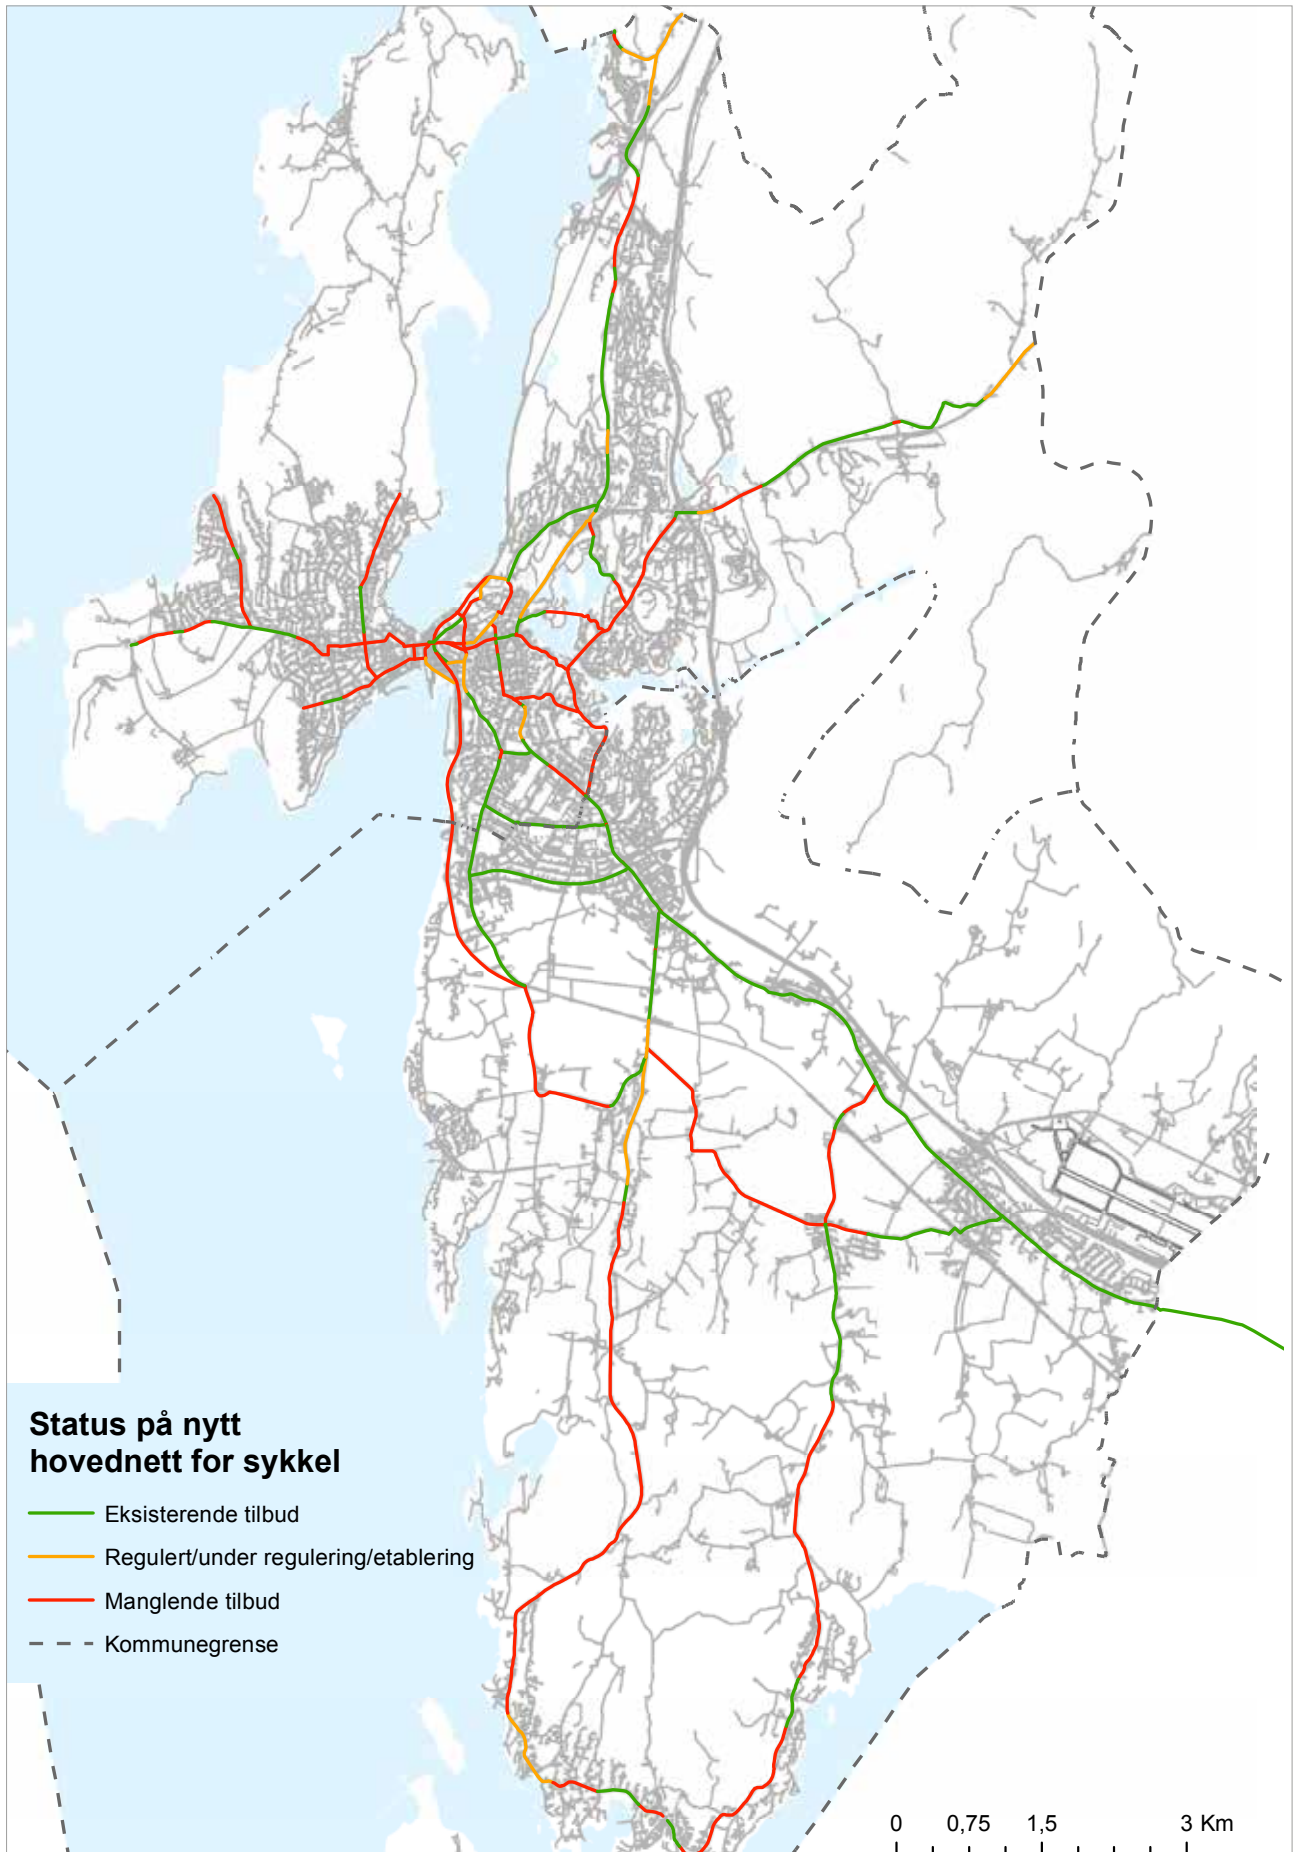 Status på nytt
hovednett for sykkel
Eksisterende tilbud
Regulert/under regulering/etablering
Manglende tilbud
Kommunegrense
0 0,75 1,5 3 Km